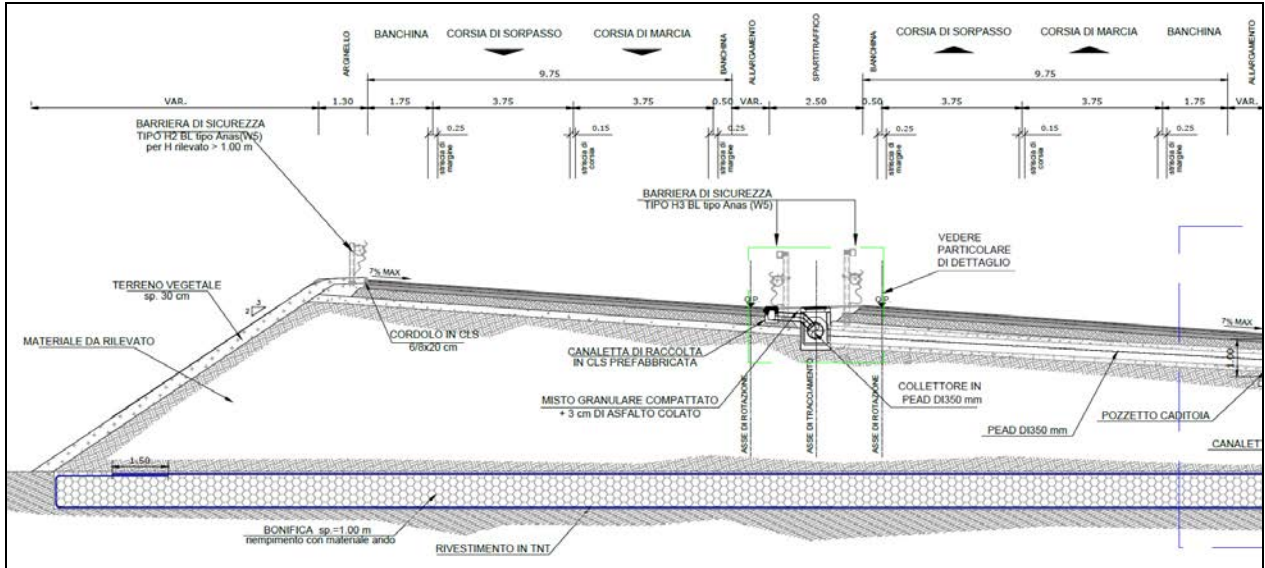 ARGINELLO
BANCHINA
CORSIA DI SORPASSO
CORSIA DI MARCIA
BANCHINA
ALLARGAMENTO
SPARTITRAFFICO
BANCHINA
CORSIA DI SORPASSO
CORSIA DI MARCIA
BANCHINA
ALLARGAMENTO
9.75
9.75
VAR.
1.30
1.75
3.75
3.75
0.50
VAR.
2.50
0.50
3.75
3.75
1.75
VAR.
0.25
0.15
0.25
0.25
0.15
0.25
striscia di
margine
striscia di
corsia
striscia di
margine
striscia di
margine
striscia di
corsia
striscia di
margine
BARRIERA DI SICUREZZA
TIPO H2 BL tipo Anas(W5)
per H rilevato > 1.00 m
BARRIERA DI SICUREZZA
TIPO H3 BL tipo Anas (W5)
VEDERE
PARTICOLARE
DI DETTAGLIO
7% MAX
TERRENO VEGETALE
sp. 30 cm
3
2
Q.P
Q.P
7% MAX
MATERIALE DA RILEVATO
CORDOLO IN CLS
6/8x20 cm
CANALETTA DI RACCOLTA
IN CLS PREFABBRICATA
1.00
MISTO GRANULARE COMPATTATO
+ 3 cm DI ASFALTO COLATO
COLLETTORE IN
PEAD DI350 mm
POZZETTO CADITOIA
PEAD DI350 mm
CANALETT
ASSE DI ROTAZIONE
ASSE DI TRACCIAMENTO
ASSE DI ROTAZIONE
1.50
BONIFICA sp.=1.00 m
riempimento con materiale arido
RIVESTIMENTO IN TNT